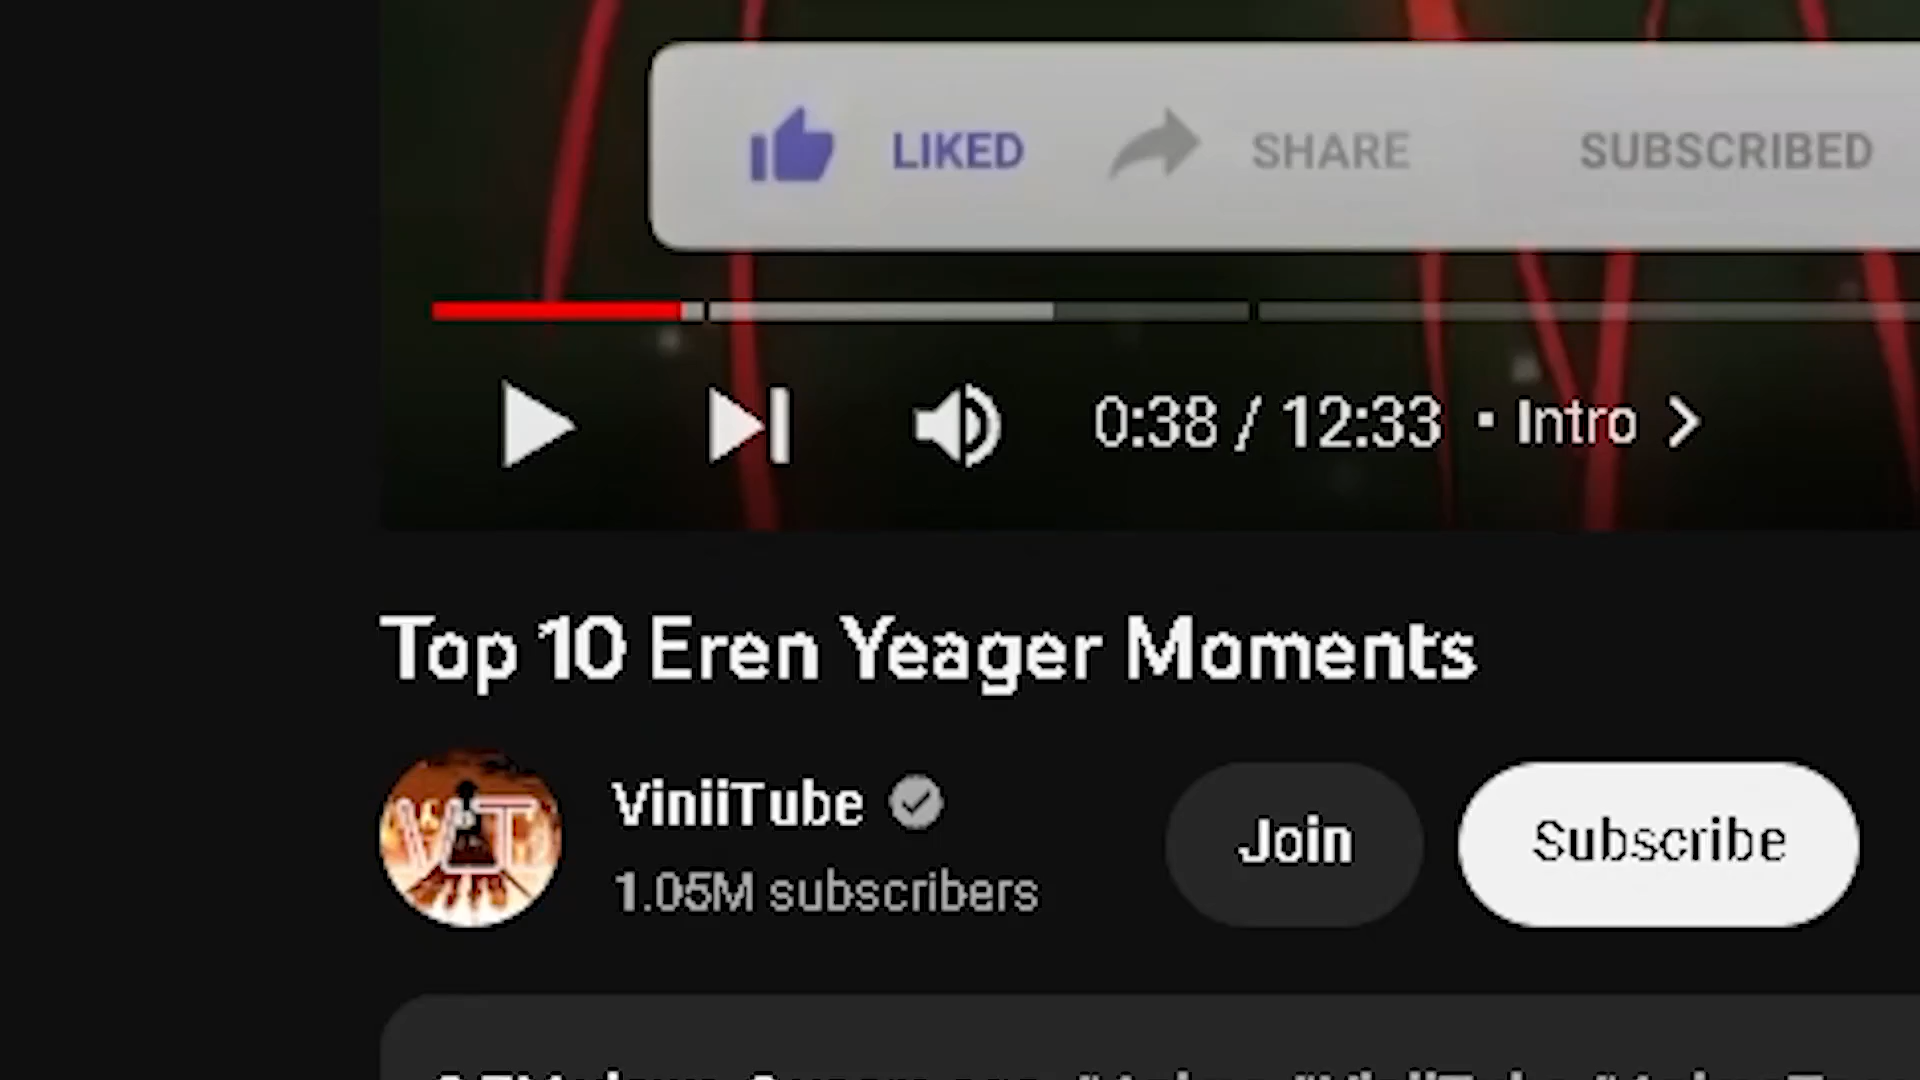 LIKED SHARE SUBSCRIBED
0:38 / 12:33 • Intro
Top 10 Eren Yeager Moments
VT
ViniiTube
1.05M subscribers
Join
Subscribe